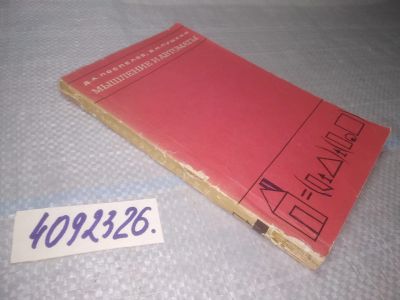 Д.А.ПОСПЕЛОВ, В.Н.ПУШКИН
МЫШЛЕНИЕ И АВТОМАТЫ
4092326.